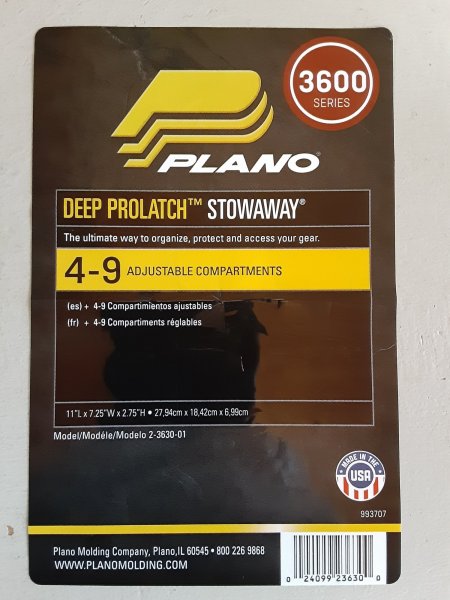 3600
SERIES
PLANO
DEEP PROLATCH™ STOWAWAY®
The ultimate way to organize, protect and access your gear.
4-9 ADJUSTABLE COMPARTMENTS
(es) + 4-9 Compartimientos ajustables
(fr) + 4-9 Compartiments réglables
11"L x 7.25"W x 2.75"H • 27,94cm x 18,42cm x 6,99cm
Model/Modéle/Modelo 2-3630-01
MADE IN THE
USA
993707
Plano Molding Company, Plano,IL 60545 • 800 226 9868
WWW.PLANOMOLDING.COM
0 24099 23630 0